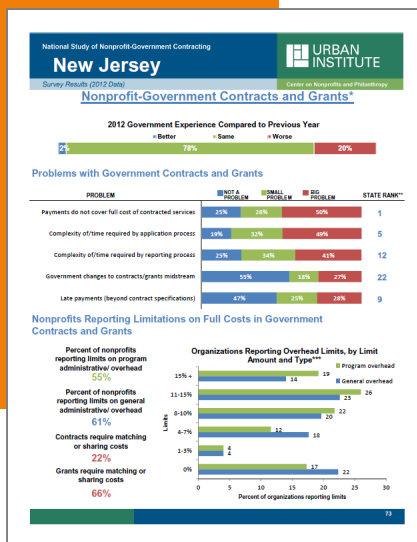 National Study of Nonprofit-Government Contracting
New Jersey
URBAN
INSTITUTE
Survey Results (2012 Data)
Center on Nonprofits and Philanthropy
Nonprofit-Government Contracts and Grants*
2012 Government Experience Compared to Previous Year
Better Same Worse
2% 78% 20%
Problems with Government Contracts and Grants
PROBLEM NOT A PROBLEM SMALL PROBLEM BIG PROBLEM STATE RANK**
Payments do not cover full cost of contracted services 25% 26% 50% 1
Complexity of/time required by application process 19% 32% 49% 5
Complexity of/time required by reporting process 25% 34% 41% 12
Government changes to contracts/grants midstream 55% 18% 27% 22
Late payments (beyond contract specifications) 47% 25% 28% 9
Nonprofits Reporting Limitations on Full Costs in Government
Contracts and Grants
Percent of nonprofits
reporting limits on program
administrative/ overhead
55%
Percent of nonprofits
reporting limits on general
administrative/ overhead
61%
Contracts require matching
or sharing costs
22%
Grants require matching or
sharing costs
66%
Organizations Reporting Overhead Limits, by Limit
Amount and Type***
Program overhead
General overhead
Limits
15% + 19 14
11-15% 26 23
8-10% 22 20
4-7% 12 18
1-3% 4 4
0% 17 22
0 5 10 15 20 25 30
Percent of organizations reporting limits
73